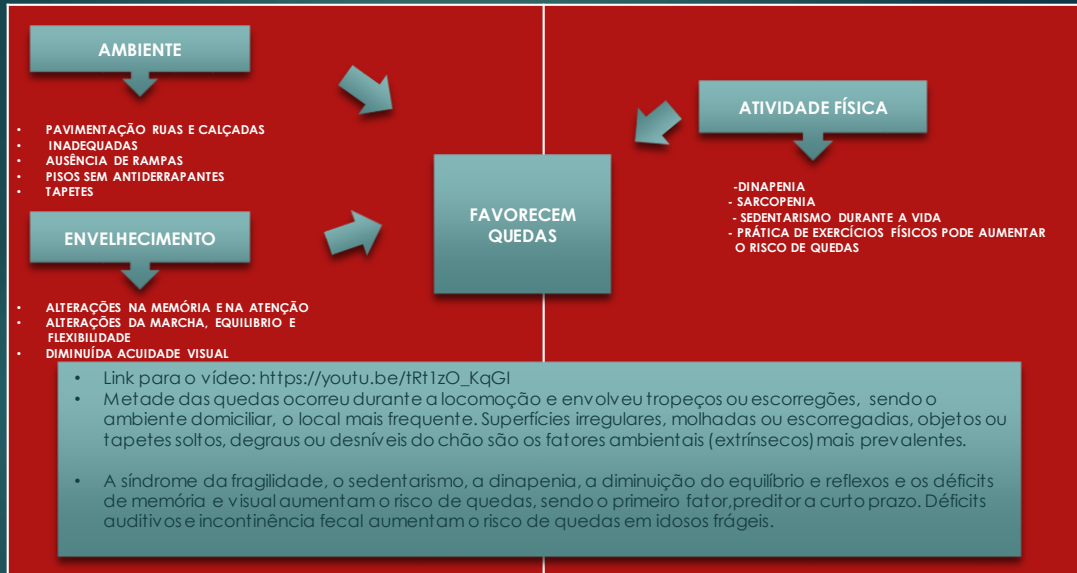 AMBIENTE
• PAVIMENTAÇÃO RUAS E CALÇADAS
• INADEQUADAS
• AUSÊNCIA DE RAMPAS
• PISOS SEM ANTIDERRAPANTES
• TAPETES
ENVELHECIMENTO
• ALTERAÇÕES NA MEMÓRIA E NA ATENÇÃO
• ALTERAÇÕES DA MARCHA, EQUILIBRIO E
FLEXIBILIDADE
• DIMINUÍDA ACUIDADE VISUAL
FAVORECEM
QUEDAS
ATIVIDADE FÍSICA
-DINAPENIA
- SARCOPENIA
- SEDENTARISMO DURANTE A VIDA
- PRÁTICA DE EXERCÍCIOS FÍSICOS PODE AUMENTAR
O RISCO DE QUEDAS
• Link para o vídeo: https://youtu.be/tRt1zO_KqGI
• Metade das quedas ocorreu durante a locomoção e envolveu tropeços ou escorregões, sendo o
ambiente domiciliar, o local mais frequente. Superfícies irregulares, molhadas ou escorregadias, objetos ou
tapetes soltos, degraus ou desníveis do chão são os fatores ambientais (extrínsecos) mais prevalentes.
• A síndrome da fragilidade, o sedentarismo, a dinapenia, a diminuição do equilíbrio e reflexos e os déficits
de memória e visual aumentam o risco de quedas, sendo o primeiro fator,preditor a curto prazo. Déficits
auditivos e incontinência fecal aumentam o risco de quedas em idosos frágeis.